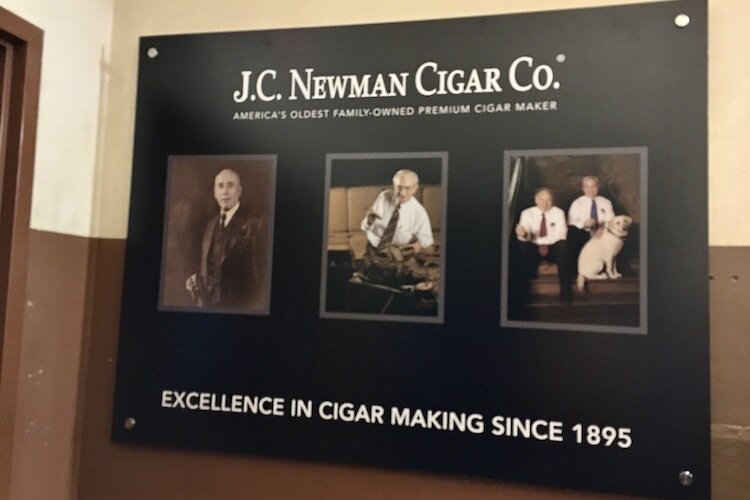 J.C. NEWMAN CIGAR CO.®
AMERICA'S OLDEST FAMILY-OWNED PREMIUM CIGAR MAKER
EXCELLENCE IN CIGAR MAKING SINCE 1895